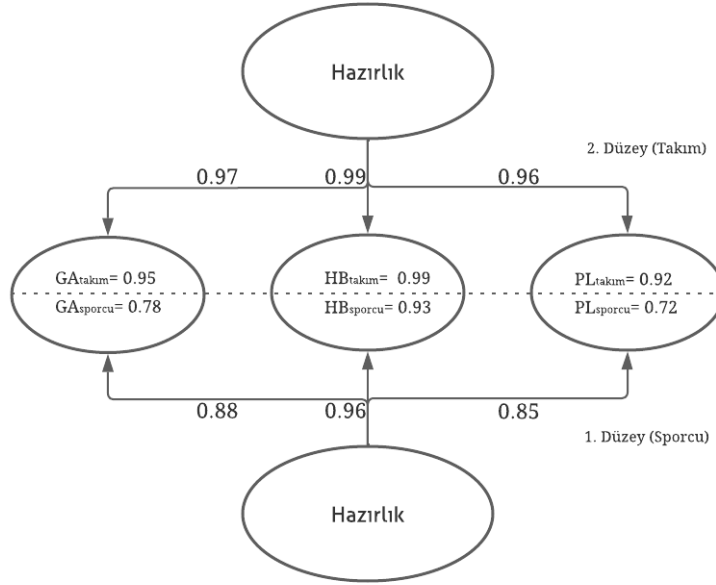 Hazırlık
2. Düzey (Takım)
0.97 0.99 0.96
GAtakım= 0.95 HBtakım= 0.99 PLtakım= 0.92
GAsporcu= 0.78 HBsporcu= 0.93 PLsporcu= 0.72
0.88 0.96 0.85
1. Düzey (Sporcu)
Hazırlık